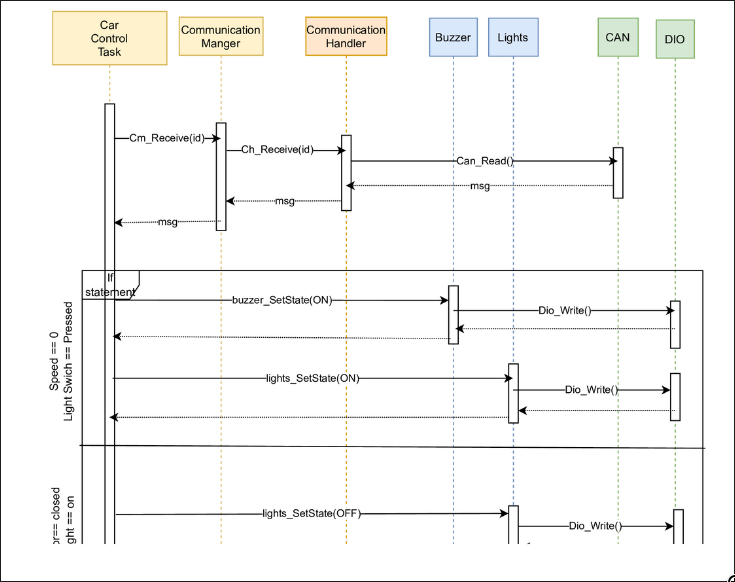 Car
Control
Task
Communication
Manger
Communication
Handler
Buzzer
Lights
CAN
DIO
Cm_Receive(id)
Ch_Receive(id)
Can_Read()
msg
msg
msg
If
statement
buzzer_SetState(ON)
Dio_Write()
Speed == 0
Light Swich == Pressed
lights_SetState(ON)
Dio_Write()
lights_SetState(OFF)
Dio_Write()
or== closed
ght == on